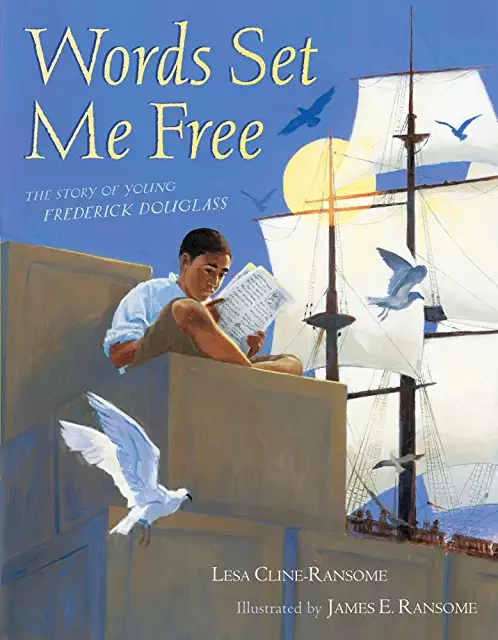 Words Set
Me Free
THE STORY OF YOUNG
FREDERICK DOUGLASS
LESA CLINE-RANSOME
Illustrated by JAMES E. RANSOME